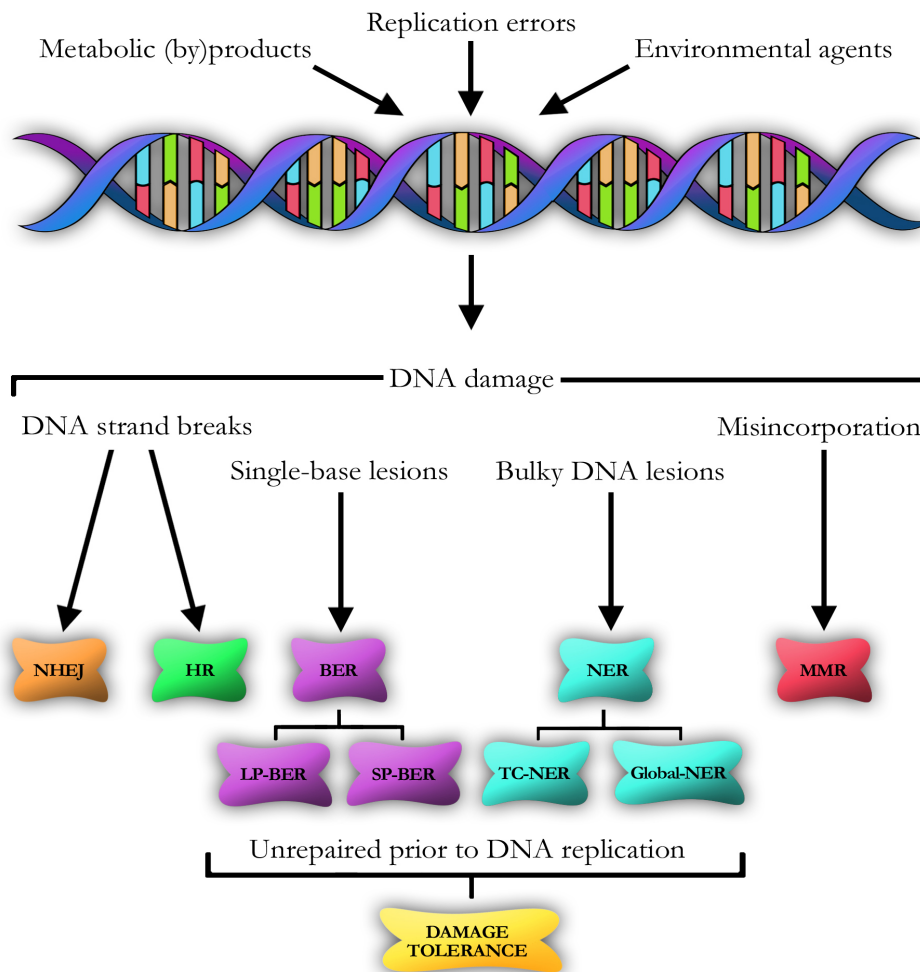 Replication errors
Metabolic (by)products
Environmental agents
DNA damage
DNA strand breaks
Misincorporation
Single-base lesions
Bulky DNA lesions
NHEJ
HR
BER
NER
MMR
LP-BER
SP-BER
TC-NER
Global-NER
Unrepaired prior to DNA replication
DAMAGE
TOLERANCE